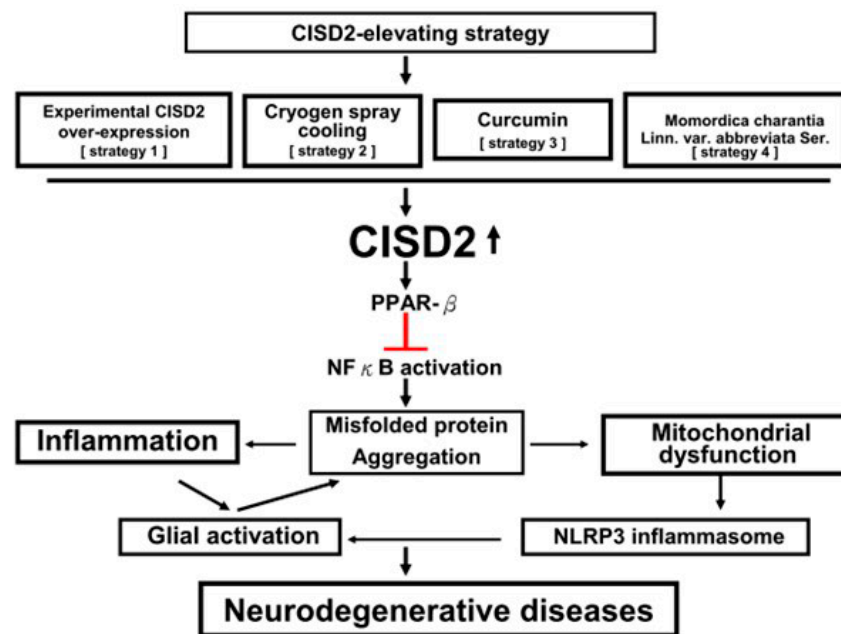 CISD2-elevating strategy
Experimental CISD2
over-expression
[ strategy 1 ]
Cryogen spray
cooling
[ strategy 2 ]
Curcumin
[ strategy 3 ]
Momordica charantia
Linn. var. abbreviata Ser.
[ strategy 4 ]
CISD2
PPAR- β
NF κ B activation
Misfolded protein
Aggregation
Inflammation
Mitochondrial
dysfunction
Glial activation
NLRP3 inflammasome
Neurodegenerative diseases